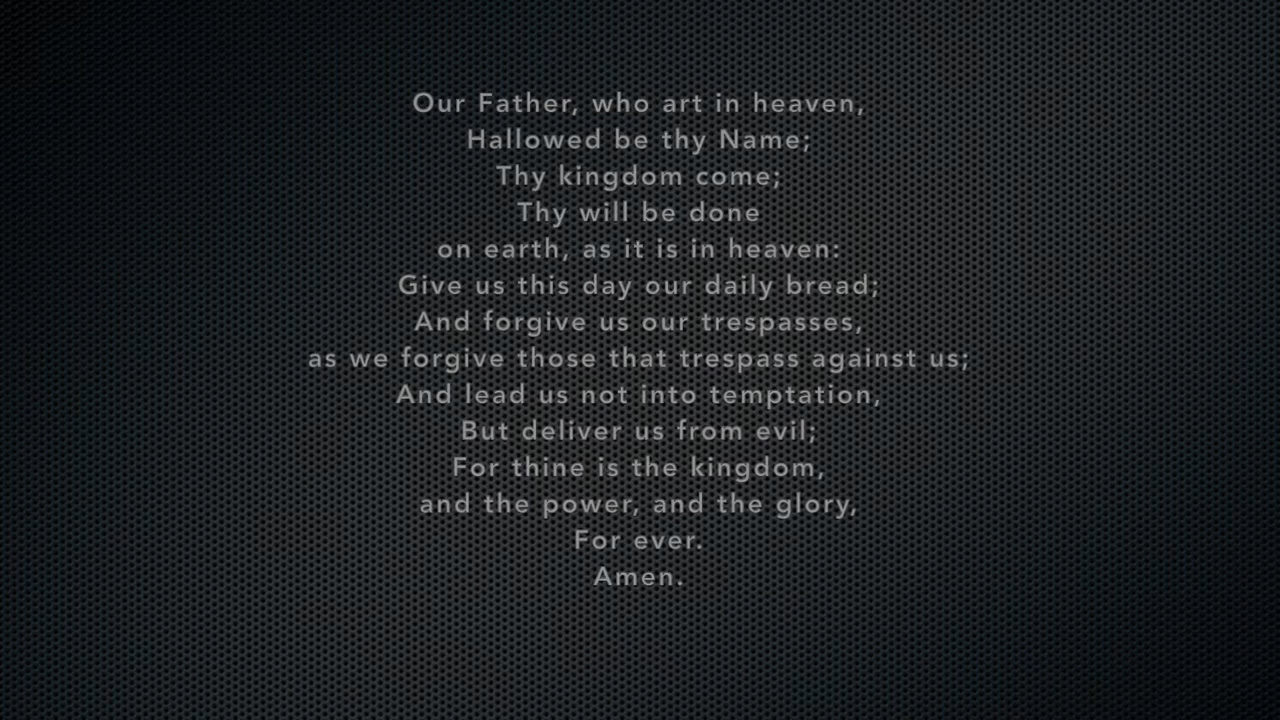 Our Father, who art in heaven,
Hallowed be thy Name;
Thy kingdom come;
Thy will be done
on earth, as it is in heaven:
Give us this day our daily bread;
And forgive us our trespasses,
as we forgive those that trespass against us;
And lead us not into temptation,
But deliver us from evil;
For thine is the kingdom,
and the power, and the glory,
For ever.
Amen.